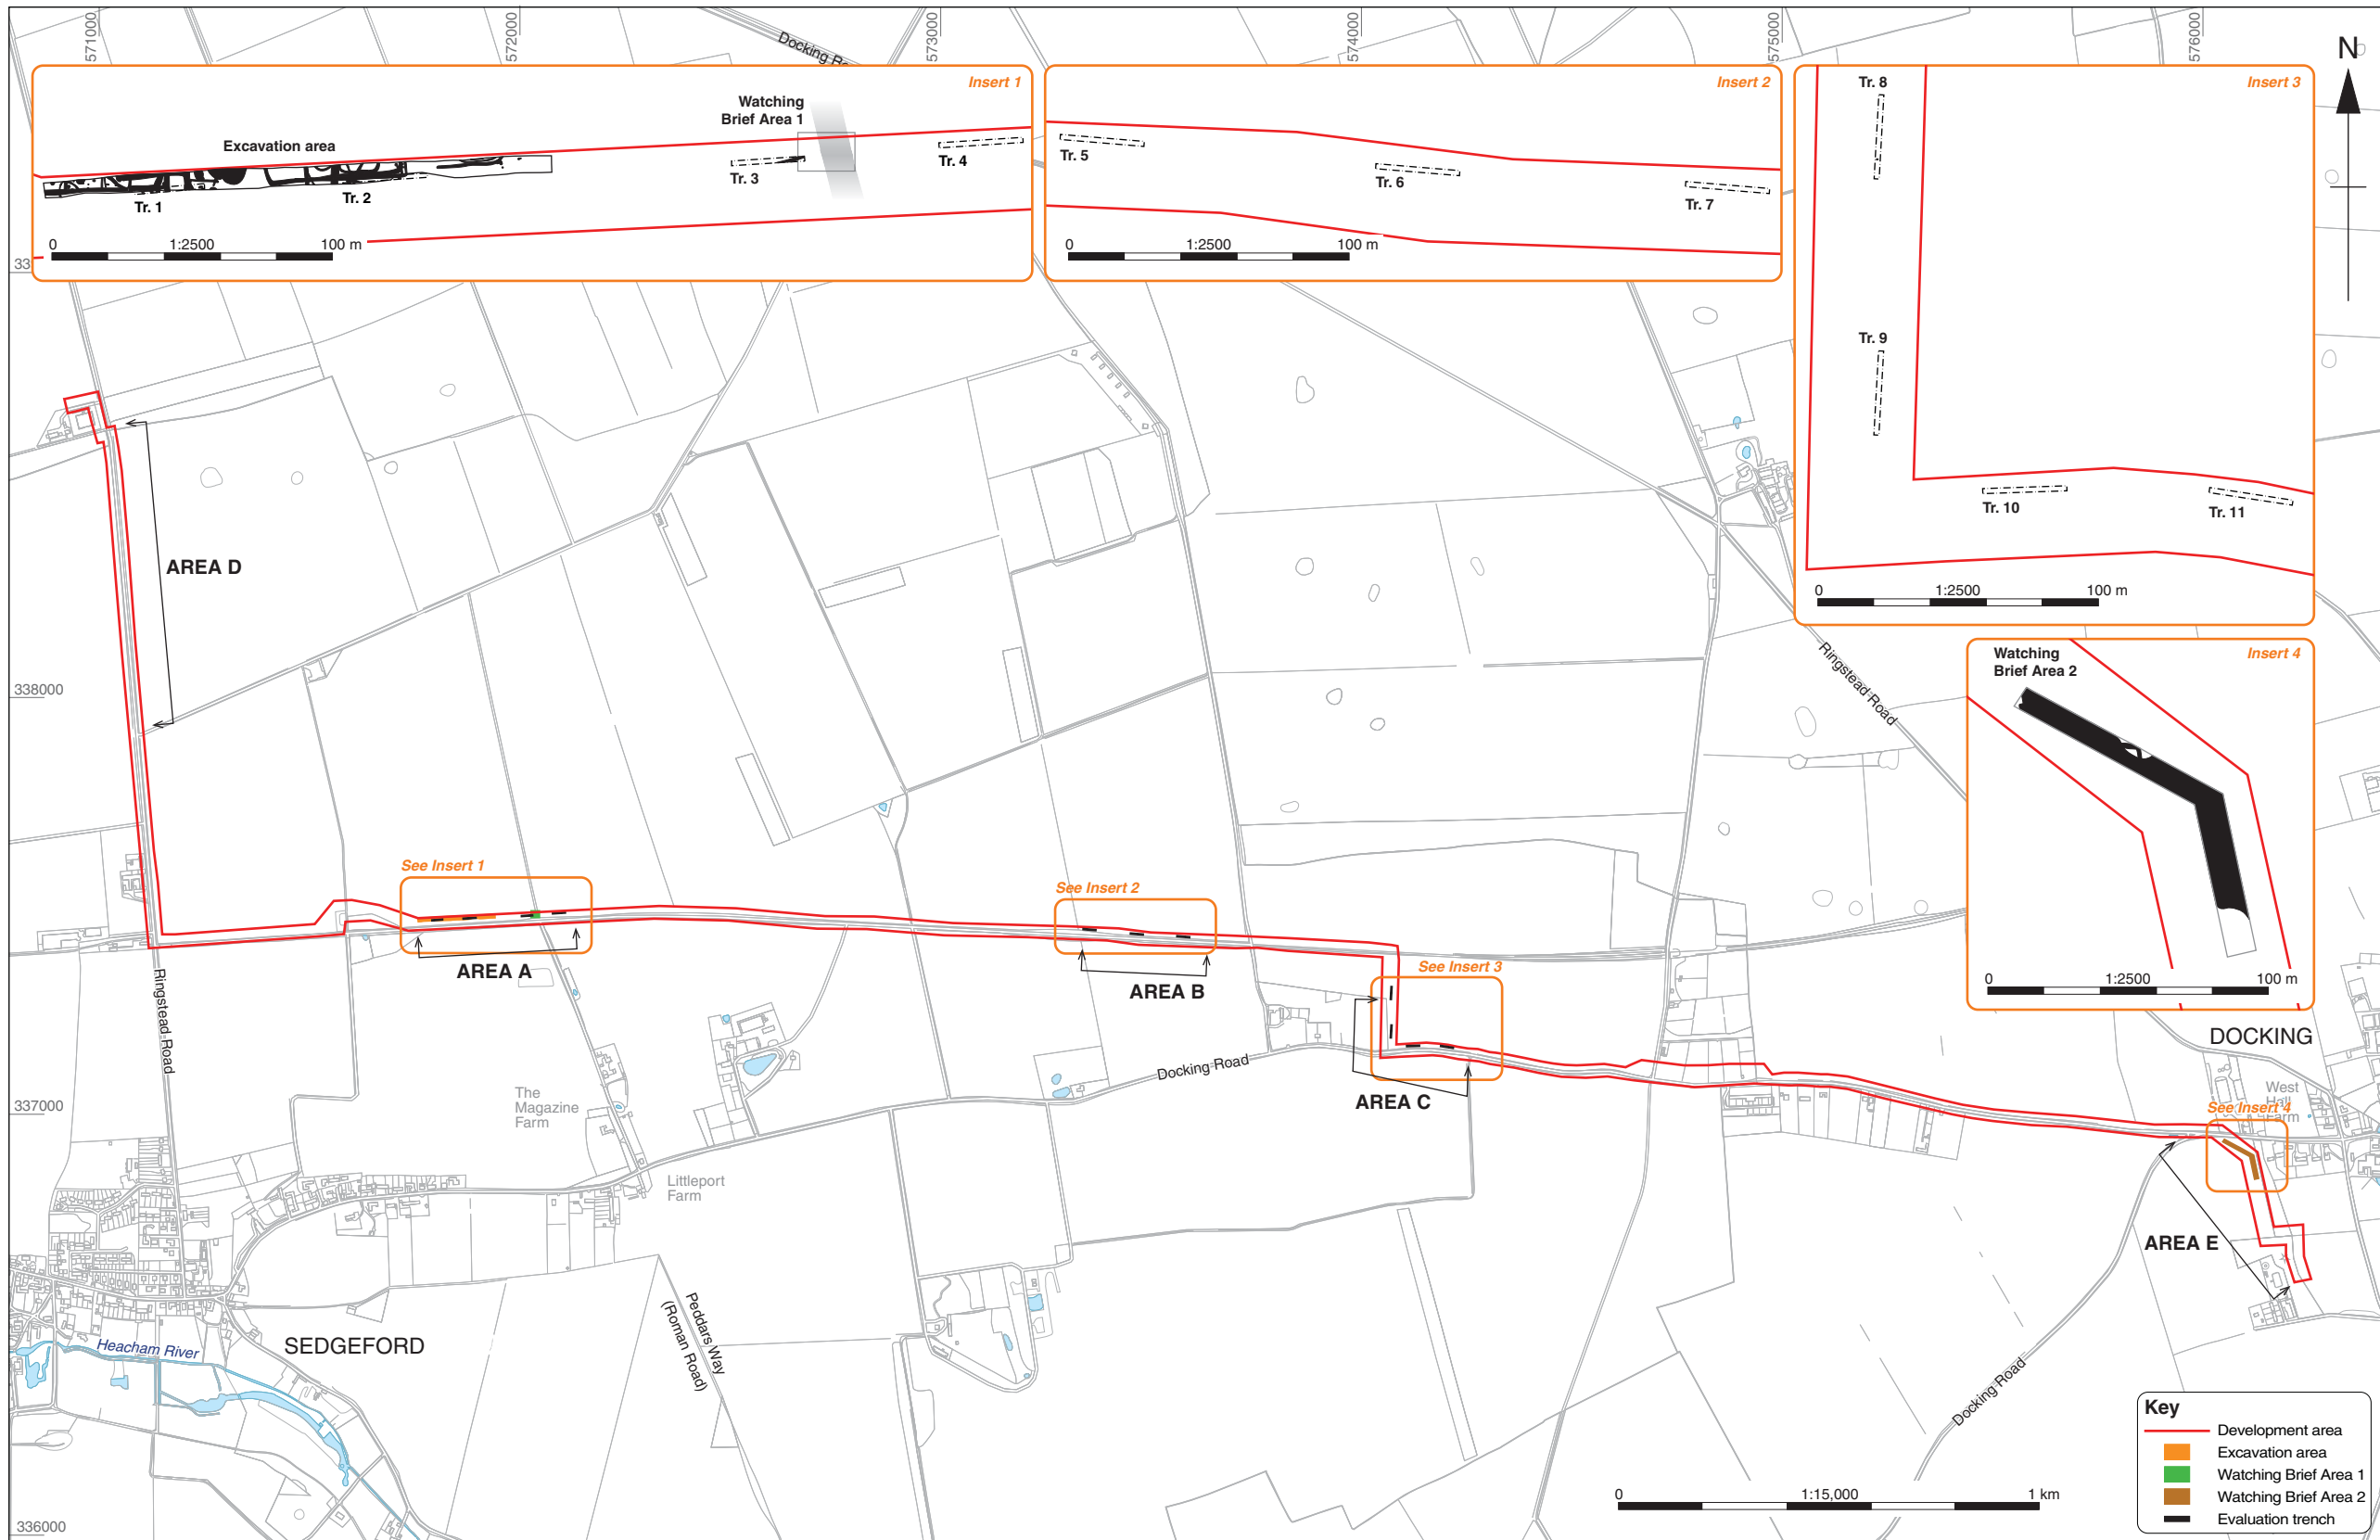 571000
572000
573000
574000
575000
576000
Docking Ro
N
Insert 1
Watching
Brief Area 1
Excavation area
Tr. 1
Tr. 2
Tr. 3
Tr. 4
0
1:2500
100 m
Insert 2
Tr. 5
Tr. 6
Tr. 7
0
1:2500
100 m
Insert 3
Tr. 8
Tr. 9
Tr. 10
Tr. 11
0
1:2500
100 m
33
AREA D
338000
Ringstead Road
Insert 4
Watching
Brief Area 2
0
1:2500
100 m
See Insert 1
AREA A
See Insert 2
AREA B
See Insert 3
AREA C
Ringstead Road
Docking Road
DOCKING
West
Hall
Farm
See Insert 4
337000
The
Magazine
Farm
Littleport
Farm
AREA E
Peddars Way
(Roman Road)
SEDGEFORD
Heacham River
Docking Road
336000
0
1:15,000
1 km
Key
Development area
Excavation area
Watching Brief Area 1
Watching Brief Area 2
Evaluation trench